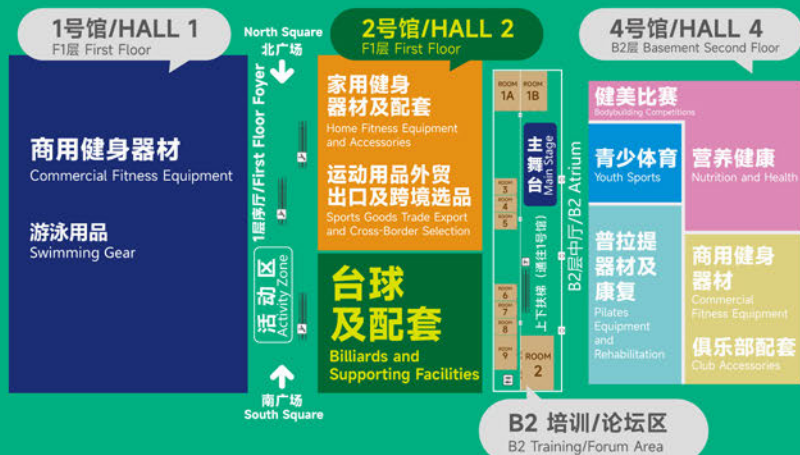 1号馆/HALL 1
F1层 First Floor
North Square
北广场
2号馆/HALL 2
F1层 First Floor
4号馆/HALL 4
B2层 Basement Second Floor
商用健身器材
Commercial Fitness Equipment
游泳用品
Swimming Gear
1层序厅/First Floor Foyer
活动区
Activity Zone
南广场
South Square
家用健身
器材及配套
Home Fitness Equipment
and Accessories
运动用品外贸
出口及跨境选品
Sports Goods Trade Export
and Cross-Border Selection
台球
及配套
Billiards and
Supporting Facilities
ROOM
1A
ROOM
1B
主舞台
Main Stage
ROOM
3
ROOM
4
ROOM
5
上下扶梯（通往1号馆）
ROOM
6
ROOM
7
ROOM
8
ROOM
9
ROOM
2
B2层中厅/B2 Atrium
健美比赛
Bodybuilding Competitions
青少体育
Youth Sports
营养健康
Nutrition and Health
普拉提
器材及
康复
Pilates
Equipment
and
Rehabilitation
商用健身
器材
Commercial
Fitness Equipment
俱乐部配套
Club Accessories
B2 培训/论坛区
B2 Training/Forum Area